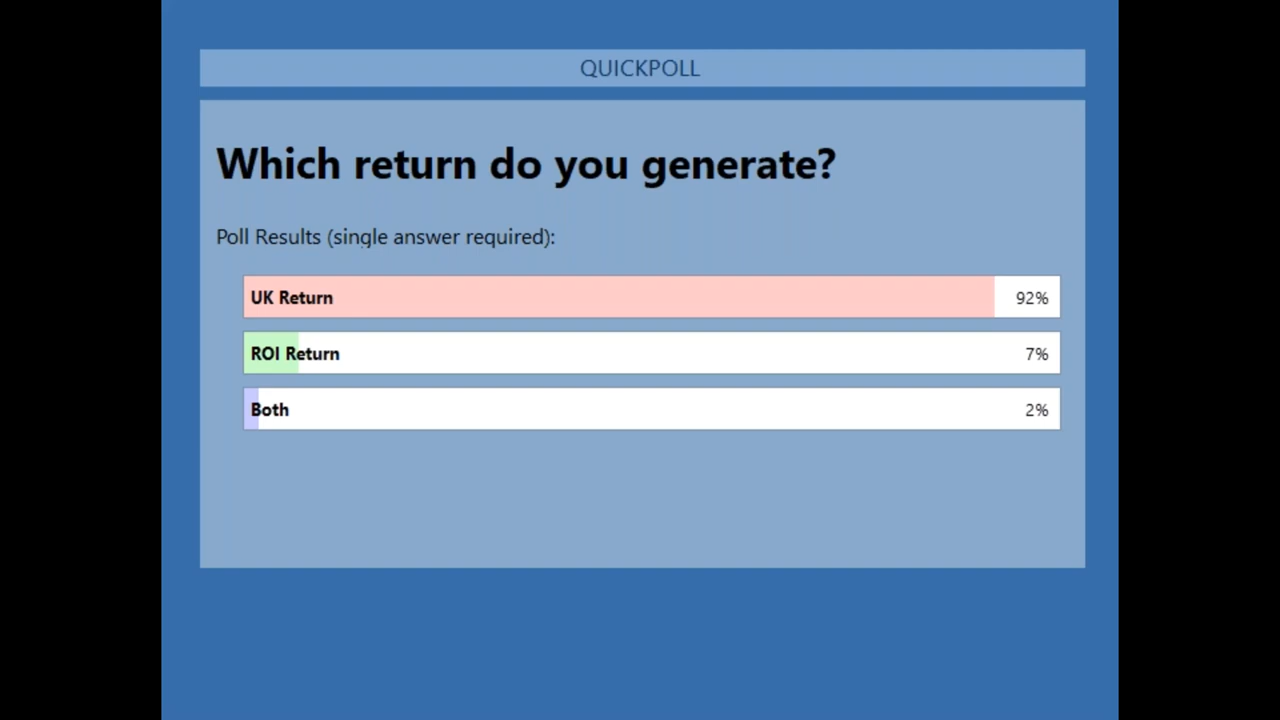 QUICKPOLL
Which return do you generate?
Poll Results (single answer required):
UK Return 92%
ROI Return 7%
Both 2%